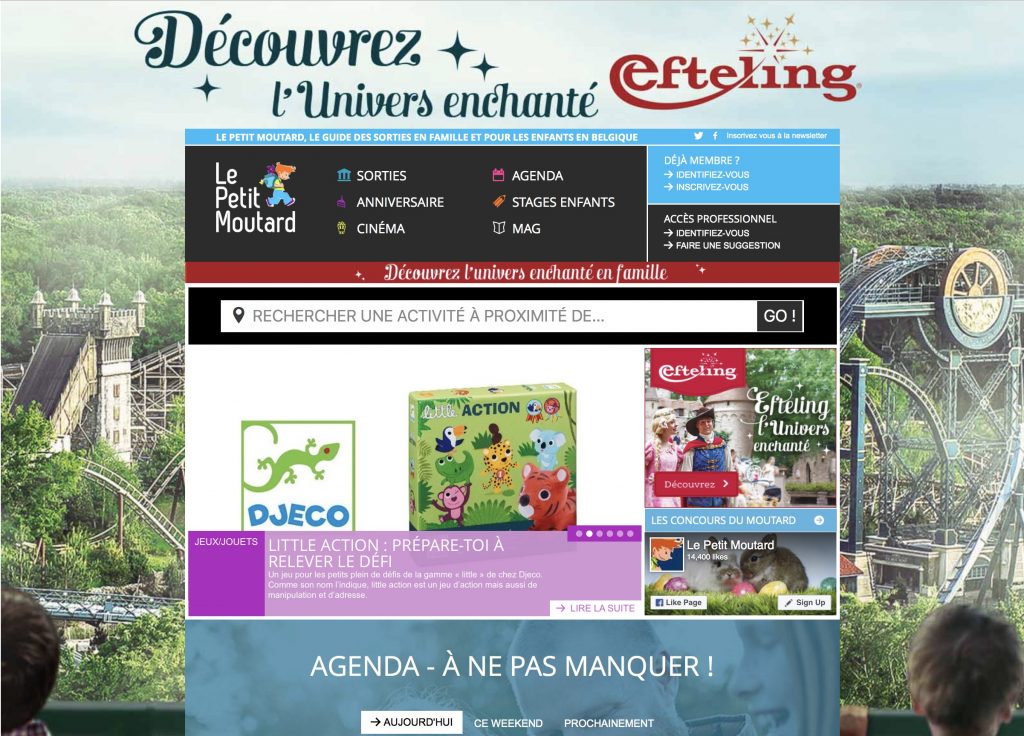 Découvrez
l'Univers enchanté
Efteling
LE PETIT MOUTARD, LE GUIDE DES SORTIES EN FAMILLE ET POUR LES ENFANTS EN BELGIQUE
Inscrivez vous à la newsletter
Le
Petit
Moutard
SORTIES
ANNIVERSAIRE
CINÉMA
AGENDA
STAGES ENFANTS
MAG
DÉJÀ MEMBRE ?
→ IDENTIFIEZ-VOUS
→ INSCRIVEZ-VOUS
ACCÈS PROFESSIONNEL
→ IDENTIFIEZ-VOUS
→ FAIRE UNE SUGGESTION
Découvrez l'univers enchanté en famille
RECHERCHER UNE ACTIVITÉ À PROXIMITÉ DE...
GO !
DJECO
little ACTION
Efteling
Efteling
l'Univers
enchanté
Découvrez
LES CONCOURS DU MOUTARD
Le Petit Moutard
14,400 likes
Like Page
Sign Up
JEUX/JOUETS
LITTLE ACTION : PRÉPARE-TOI À
RELEVER LE DÉFI
Un jeu pour les petits plein de défis de la gamme « little » de chez Djeco.
Comme son nom l'indique, little action est un jeu d'action mais aussi de
manipulation et d'adresse.
→ LIRE LA SUITE
AGENDA - À NE PAS MANQUER !
→ AUJOURD'HUI
CE WEEKEND
PROCHAINEMENT